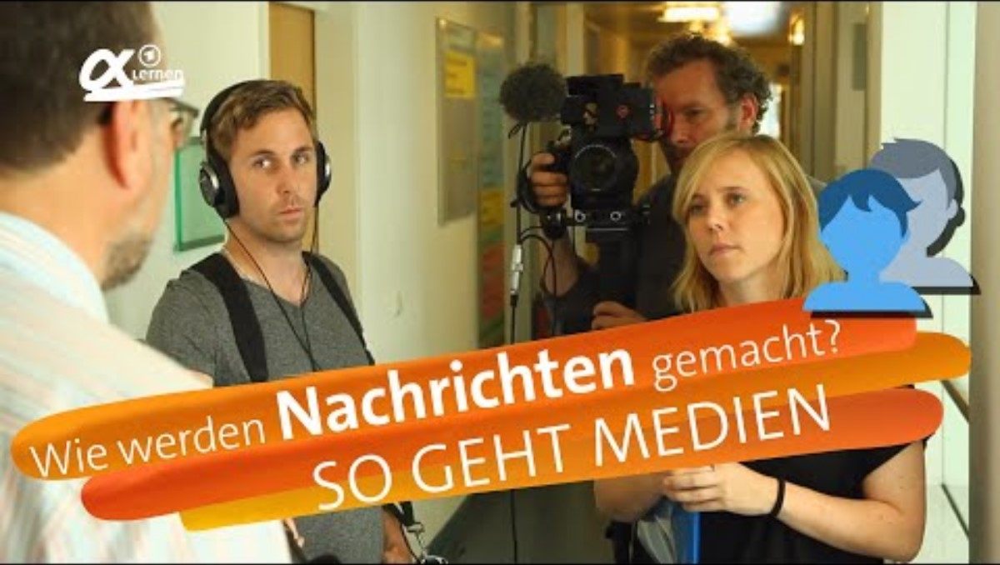 α Lernen
Wie werden Nachrichten gemacht?
SO GEHT MEDIEN